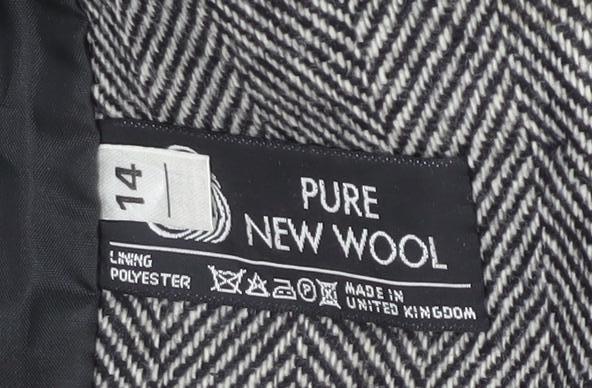 14
PURE
NEW WOOL
LINING
POLYESTER
P
MADE IN
UNITED KINGDOM